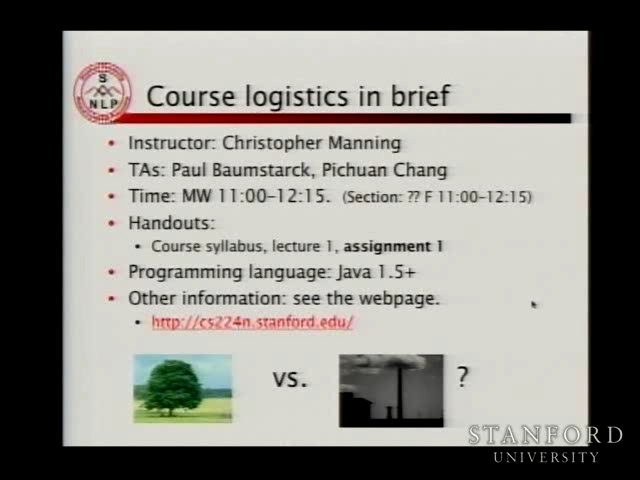 S
NLP
Course logistics in brief
• Instructor: Christopher Manning
• TAs: Paul Baumstarck, Pichuan Chang
• Time: MW 11:00–12:15. (Section: ?? F 11:00–12:15)
• Handouts:
• Course syllabus, lecture 1, assignment 1
• Programming language: Java 1.5+
• Other information: see the webpage.
• http://cs224n.stanford.edu/
vs. ?
STANFORD
UNIVERSITY